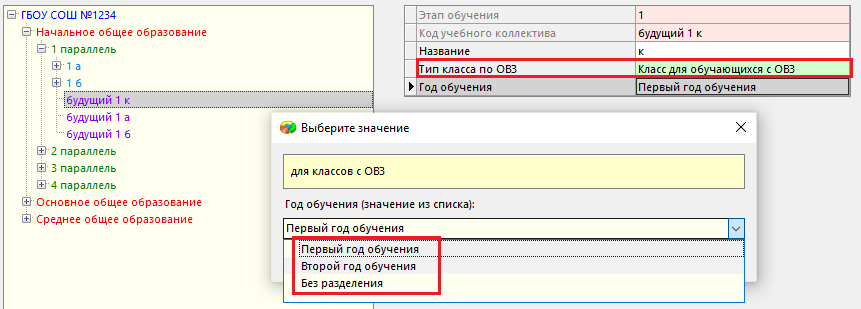 ГБОУ СОШ №1234
Начальное общее образование
1 параллель
1 а
1 б
будущий 1 к
будущий 1 а
будущий 1 б
2 параллель
3 параллель
4 параллель
Основное общее образование
Среднее общее образование
Этап обучения 1
Код учебного коллектива будущий 1 к
Название к
Тип класса по ОВЗ Класс для обучающихся с ОВЗ
Год обучения Первый год обучения
Выберите значение
для классов с ОВЗ
Год обучения (значение из списка):
Первый год обучения
Первый год обучения
Второй год обучения
Без разделения